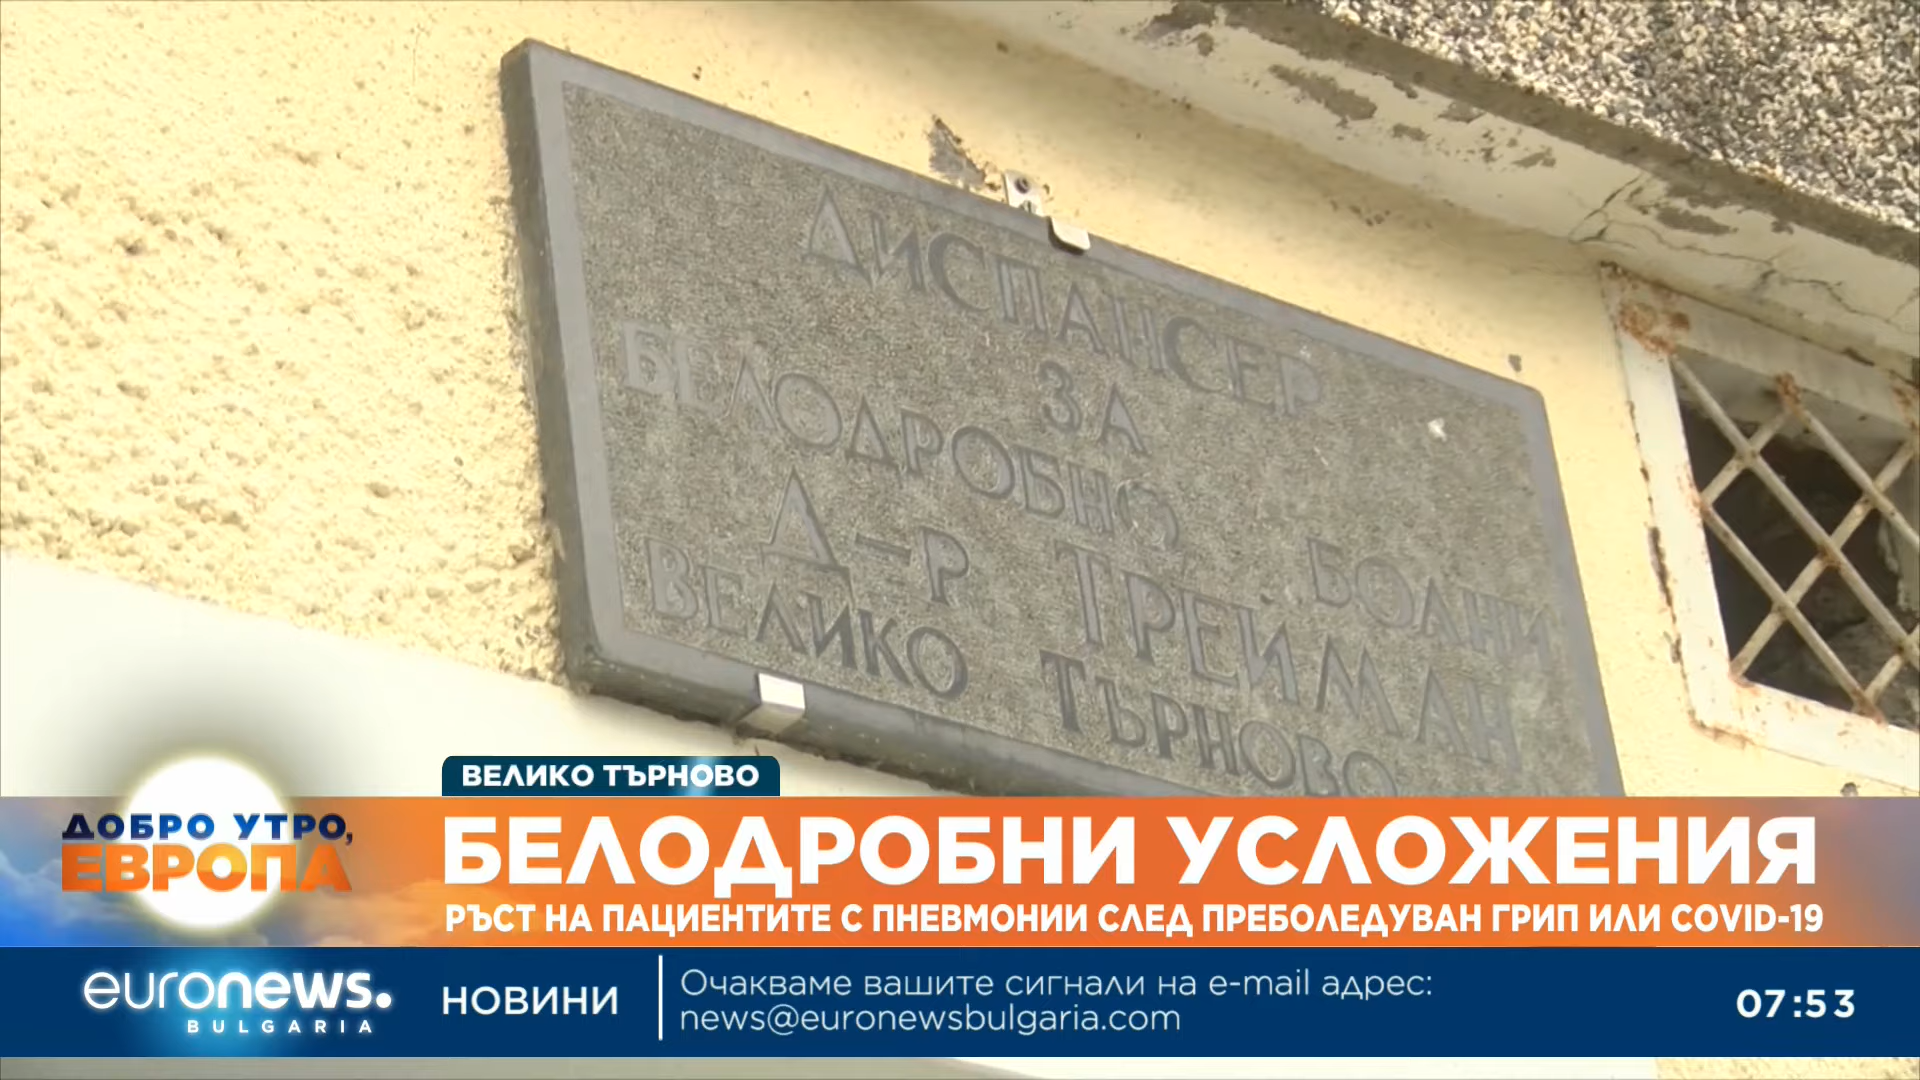 ДИСПАНСЕР
ЗА
БЕЛОДРОБНО БОЛНИ
Д-Р ТРЕЙМАН
ВЕЛИКО ТЪРНОВО
ВЕЛИКО ТЪРНОВО
ДОБРО УТРО,
ЕВРОПА
БЕЛОДРОБНИ УСЛОЖЕНИЯ
РЪСТ НА ПАЦИЕНТИТЕ С ПНЕВМОНИИ СЛЕД ПРЕБОЛЕДУВАН ГРИП ИЛИ COVID-19
euronews.
BULGARIA
НОВИНИ
Очакваме вашите сигнали на e-mail адрес:
news@euronewsbulgaria.com
07:53